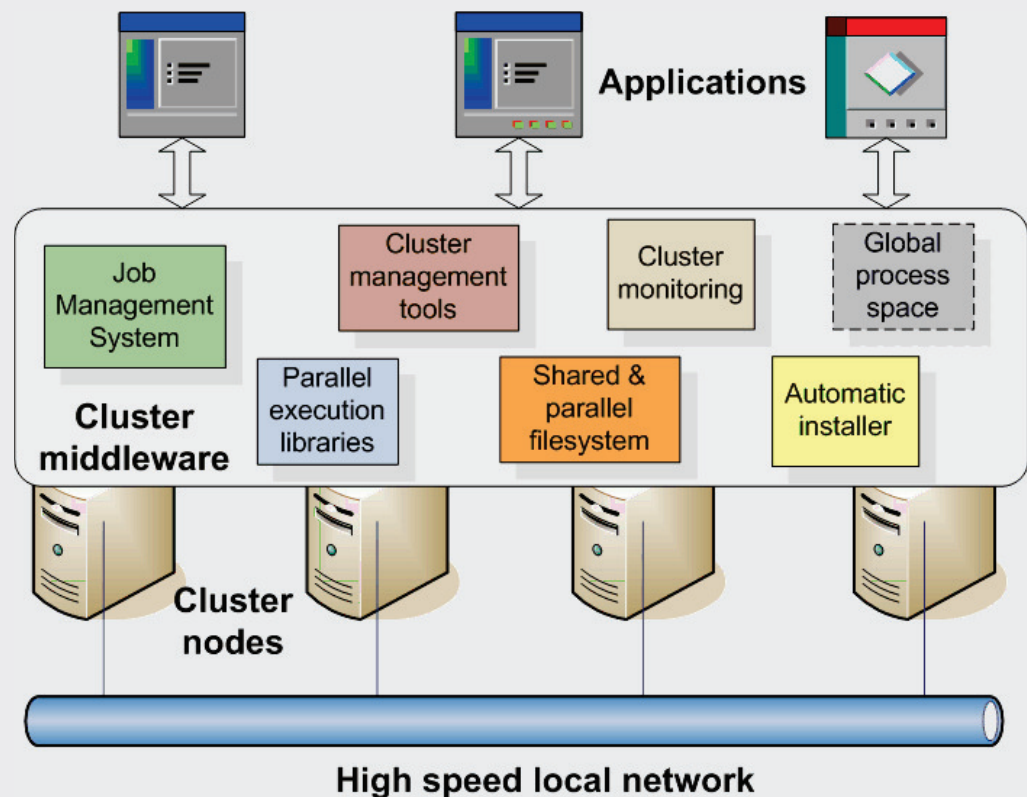 Applications
Job
Management
System
Cluster
management
tools
Cluster
monitoring
Global
process
space
Parallel
execution
libraries
Shared &
parallel
filesystem
Automatic
installer
Cluster
middleware
Cluster
nodes
High speed local network